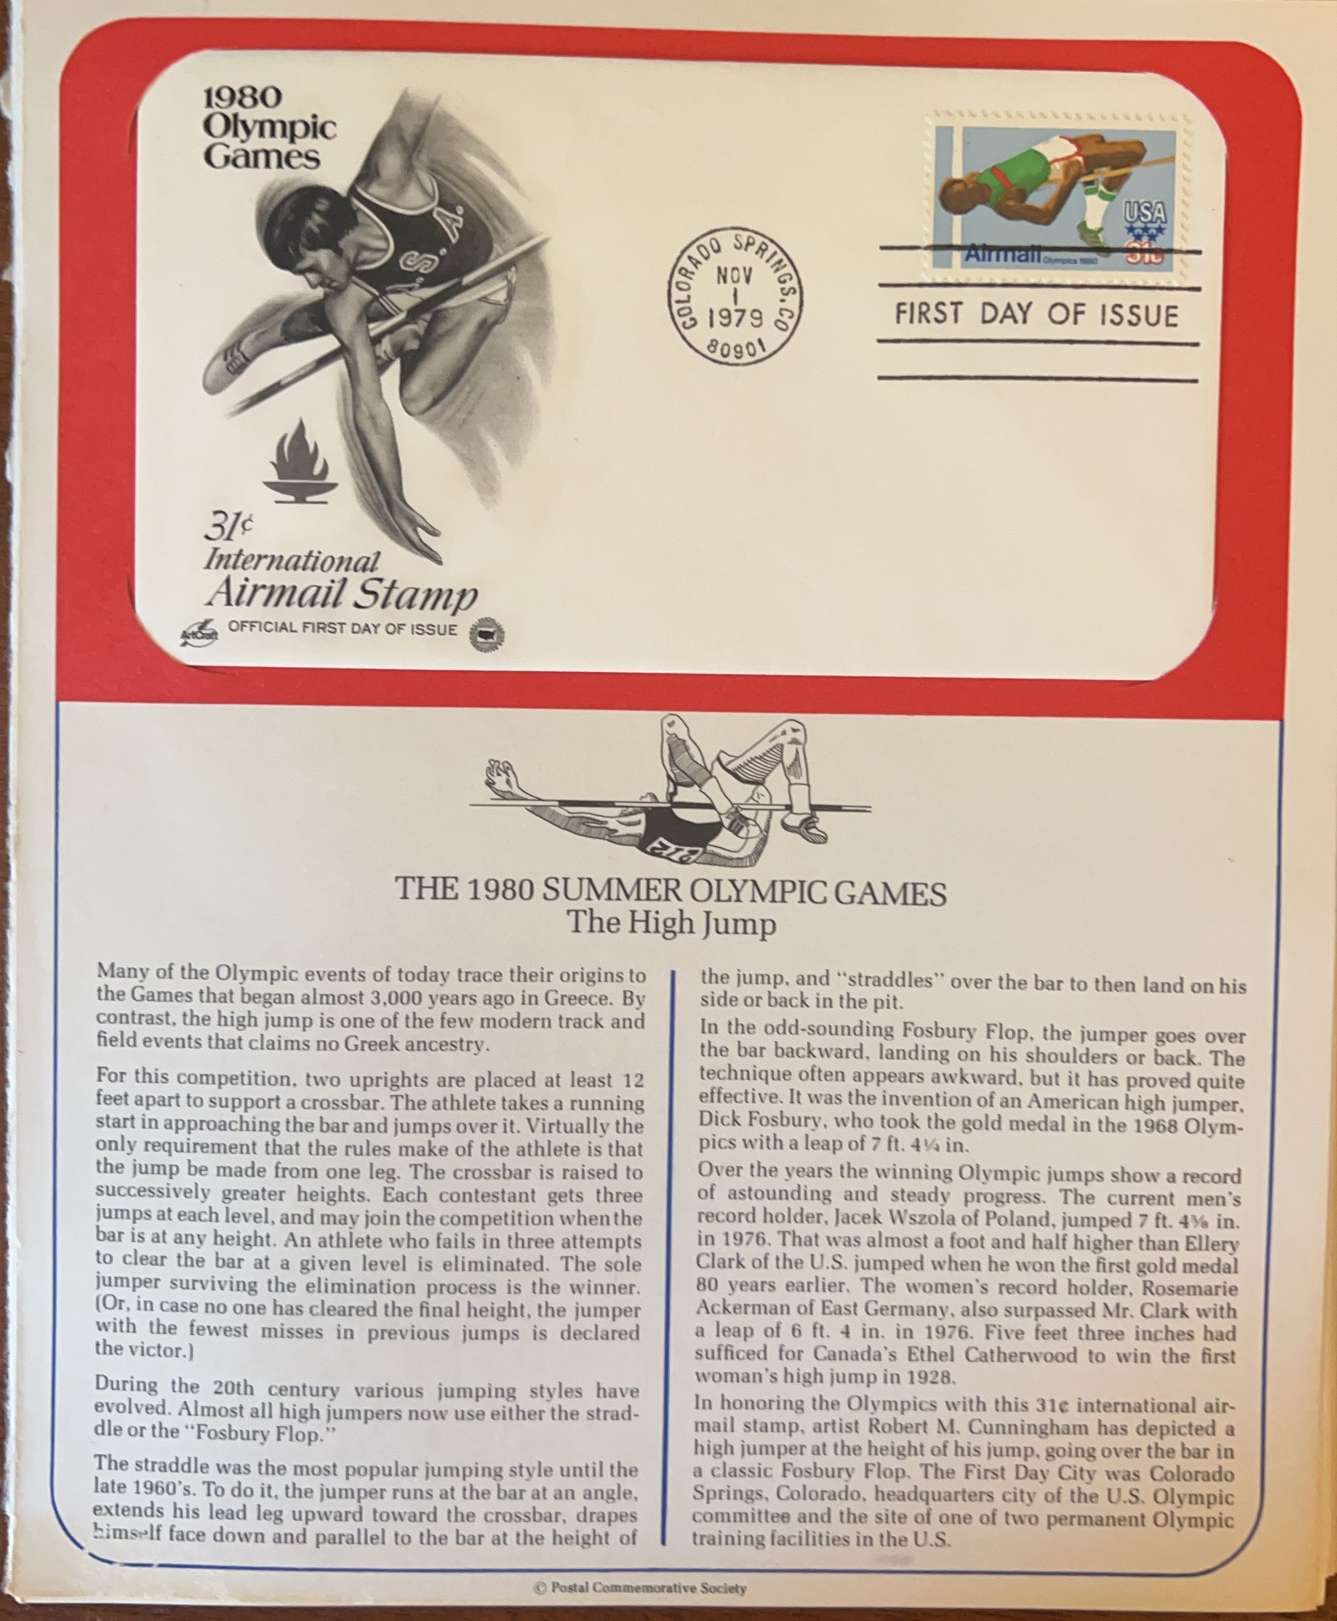 1980
Olympic
Games
U.S.A.
USA
Airmail Olympics 1980 31c
COLORADO SPRINGS, CO
NOV
1
1979
80901
FIRST DAY OF ISSUE
31¢
International
Airmail Stamp
ArtCraft OFFICIAL FIRST DAY OF ISSUE
212
THE 1980 SUMMER OLYMPIC GAMES
The High Jump
Many of the Olympic events of today trace their origins to
the Games that began almost 3,000 years ago in Greece. By
contrast, the high jump is one of the few modern track and
field events that claims no Greek ancestry.
For this competition, two uprights are placed at least 12
feet apart to support a crossbar. The athlete takes a running
start in approaching the bar and jumps over it. Virtually the
only requirement that the rules make of the athlete is that
the jump be made from one leg. The crossbar is raised to
successively greater heights. Each contestant gets three
jumps at each level, and may join the competition when the
bar is at any height. An athlete who fails in three attempts
to clear the bar at a given level is eliminated. The sole
jumper surviving the elimination process is the winner.
(Or, in case no one has cleared the final height, the jumper
with the fewest misses in previous jumps is declared
the victor.)
During the 20th century various jumping styles have
evolved. Almost all high jumpers now use either the strad-
dle or the “Fosbury Flop.”
The straddle was the most popular jumping style until the
late 1960's. To do it, the jumper runs at the bar at an angle,
extends his lead leg upward toward the crossbar, drapes
himself face down and parallel to the bar at the height of
the jump, and “straddles” over the bar to then land on his
side or back in the pit.
In the odd-sounding Fosbury Flop, the jumper goes over
the bar backward, landing on his shoulders or back. The
technique often appears awkward, but it has proved quite
effective. It was the invention of an American high jumper,
Dick Fosbury, who took the gold medal in the 1968 Olym-
pics with a leap of 7 ft. 4¼ in.
Over the years the winning Olympic jumps show a record
of astounding and steady progress. The current men's
record holder, Jacek Wszola of Poland, jumped 7 ft. in.
in 1976. That was almost a foot and half higher than Ellery
Clark of the U.S. jumped when he won the first gold medal
80 years earlier. The women's record holder, Rosemarie
Ackerman of East Germany, also surpassed Mr. Clark with
a leap of 6 ft. 4 in. in 1976. Five feet three inches had
sufficed for Canada's Ethel Catherwood to win the first
woman's high jump in 1928.
In honoring the Olympics with this 31¢ international air-
mail stamp, artist Robert M. Cunningham has depicted a
high jumper at the height of his jump, going over the bar in
a classic Fosbury Flop. The First Day City was Colorado
Springs, Colorado, headquarters city of the U.S. Olympic
committee and the site of one of two permanent Olympic
training facilities in the U.S.
© Postal Commemorative Society